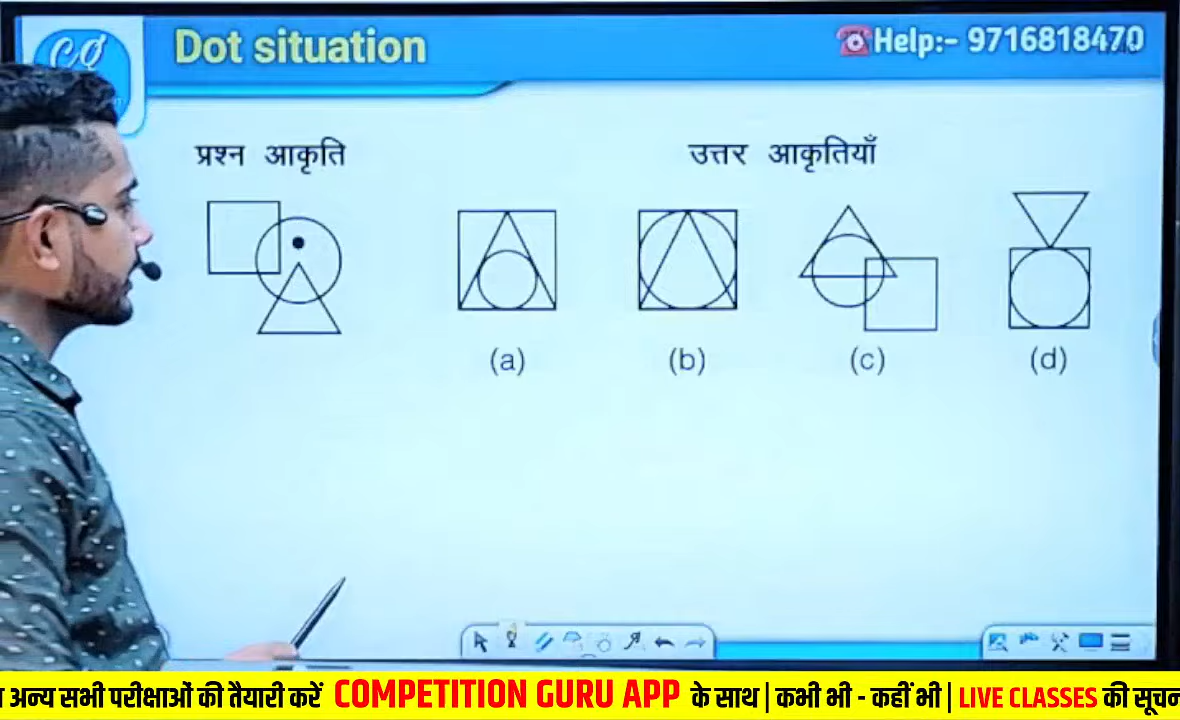 Dot situation
☎Help:- 9716818470
प्रश्न आकृति
उत्तर आकृतियाँ
(a) (b) (c) (d)
अन्य सभी परीक्षाओं की तैयारी करें COMPETITION GURU APP के साथ | कभी भी - कहीं भी | LIVE CLASSES की